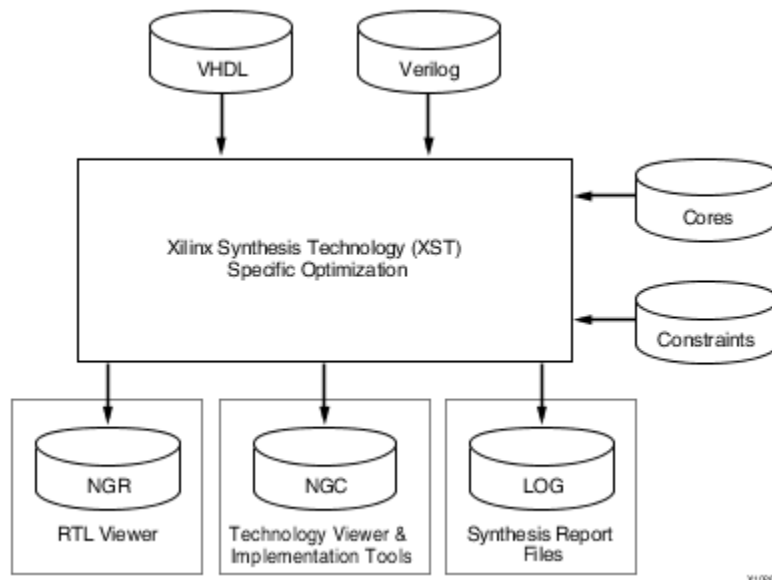 VHDL
Verilog
Cores
Xilinx Synthesis Technology (XST)
Specific Optimization
Constraints
NGR
NGC
LOG
RTL Viewer
Technology Viewer &
Implementation Tools
Synthesis Report
Files